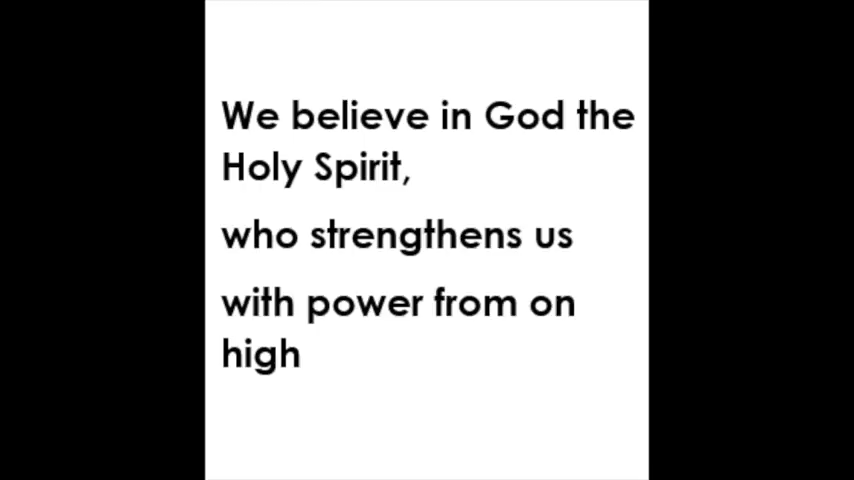 We believe in God the
Holy Spirit,
who strengthens us
with power from on
high